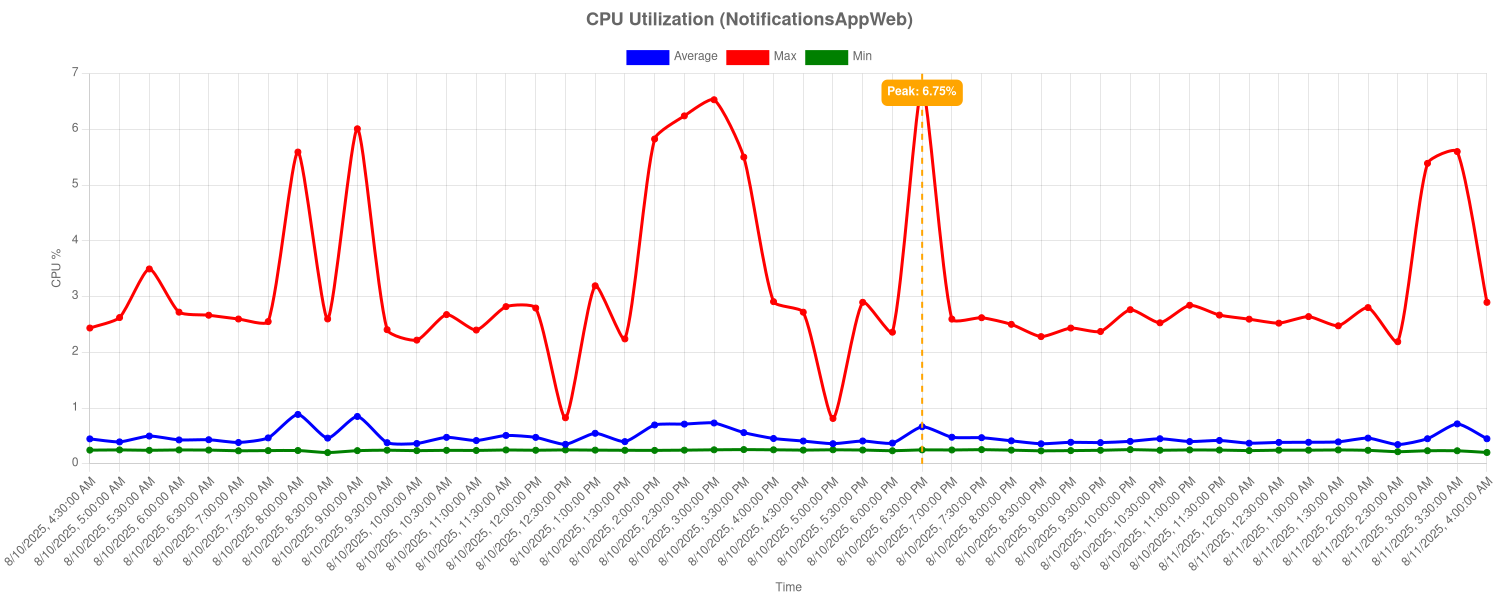 CPU Utilization (NotificationsAppWeb)
Average Max Min
7
Peak: 6.75%
6
5
4
CPU %
3
2
1
0
8/10/2025, 4:30:00 AM
8/10/2025, 5:00:00 AM
8/10/2025, 5:30:00 AM
8/10/2025, 6:00:00 AM
8/10/2025, 6:30:00 AM
8/10/2025, 7:00:00 AM
8/10/2025, 7:30:00 AM
8/10/2025, 8:00:00 AM
8/10/2025, 8:30:00 AM
8/10/2025, 9:00:00 AM
8/10/2025, 9:30:00 AM
8/10/2025, 10:00:00 AM
8/10/2025, 10:30:00 AM
8/10/2025, 11:00:00 AM
8/10/2025, 11:30:00 AM
8/10/2025, 12:00:00 PM
8/10/2025, 12:30:00 PM
8/10/2025, 1:00:00 PM
8/10/2025, 1:30:00 PM
8/10/2025, 2:00:00 PM
8/10/2025, 2:30:00 PM
8/10/2025, 3:00:00 PM
8/10/2025, 3:30:00 PM
8/10/2025, 4:00:00 PM
8/10/2025, 4:30:00 PM
8/10/2025, 5:00:00 PM
8/10/2025, 5:30:00 PM
8/10/2025, 6:00:00 PM
8/10/2025, 6:30:00 PM
8/10/2025, 7:00:00 PM
8/10/2025, 7:30:00 PM
8/10/2025, 8:00:00 PM
8/10/2025, 8:30:00 PM
8/10/2025, 9:00:00 PM
8/10/2025, 9:30:00 PM
8/10/2025, 10:00:00 PM
8/10/2025, 10:30:00 PM
8/10/2025, 11:00:00 PM
8/10/2025, 11:30:00 PM
8/11/2025, 12:00:00 AM
8/11/2025, 12:30:00 AM
8/11/2025, 1:00:00 AM
8/11/2025, 1:30:00 AM
8/11/2025, 2:00:00 AM
8/11/2025, 2:30:00 AM
8/11/2025, 3:00:00 AM
8/11/2025, 3:30:00 AM
8/11/2025, 4:00:00 AM
Time